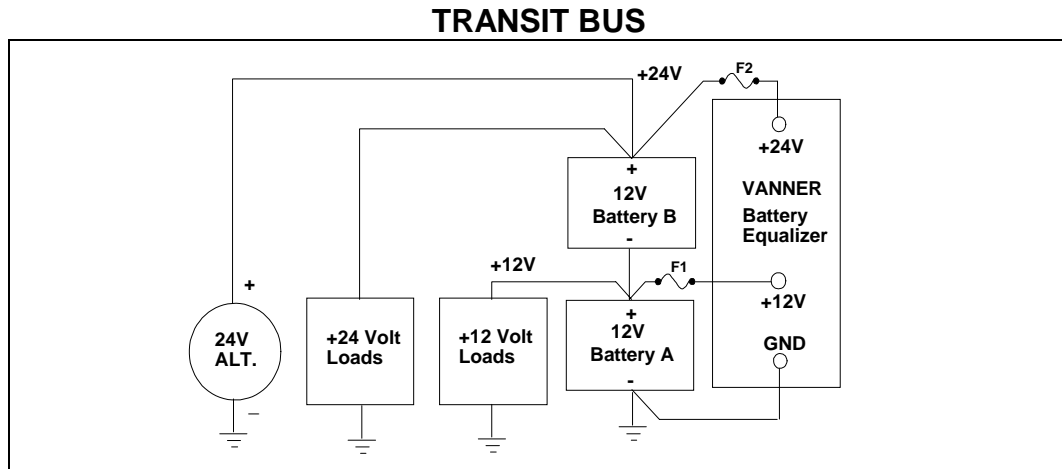 TRANSIT BUS
+24V
F2
+24V
VANNER
Battery
Equalizer
+
12V
Battery B
-
+12V
F1
+12V
GND
+
24V
ALT.
–
+24 Volt
Loads
+12 Volt
Loads
+
12V
Battery A
-